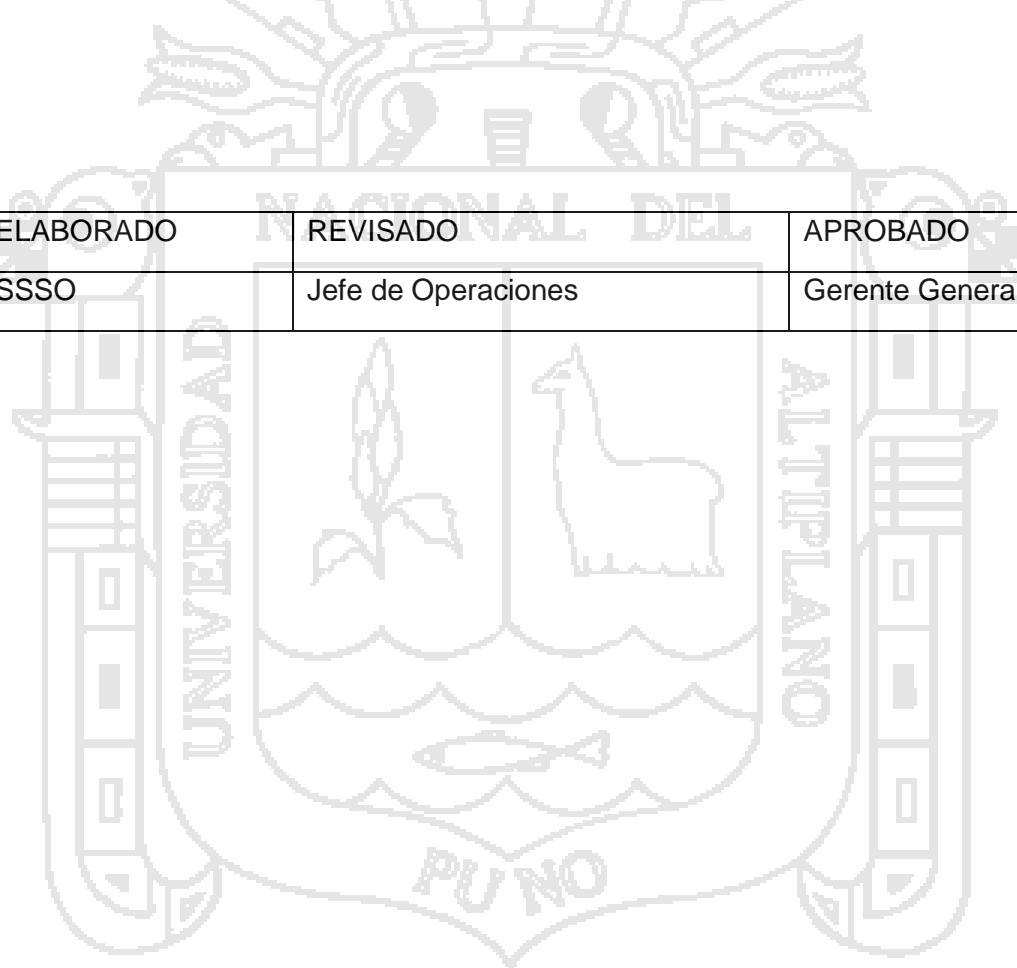 NACIONAL DEL
ELABORADO REVISADO APROBADO
SSSO Jefe de Operaciones Gerente Genera
UNIVERSIDAD
ALTIPLANO
PUNO